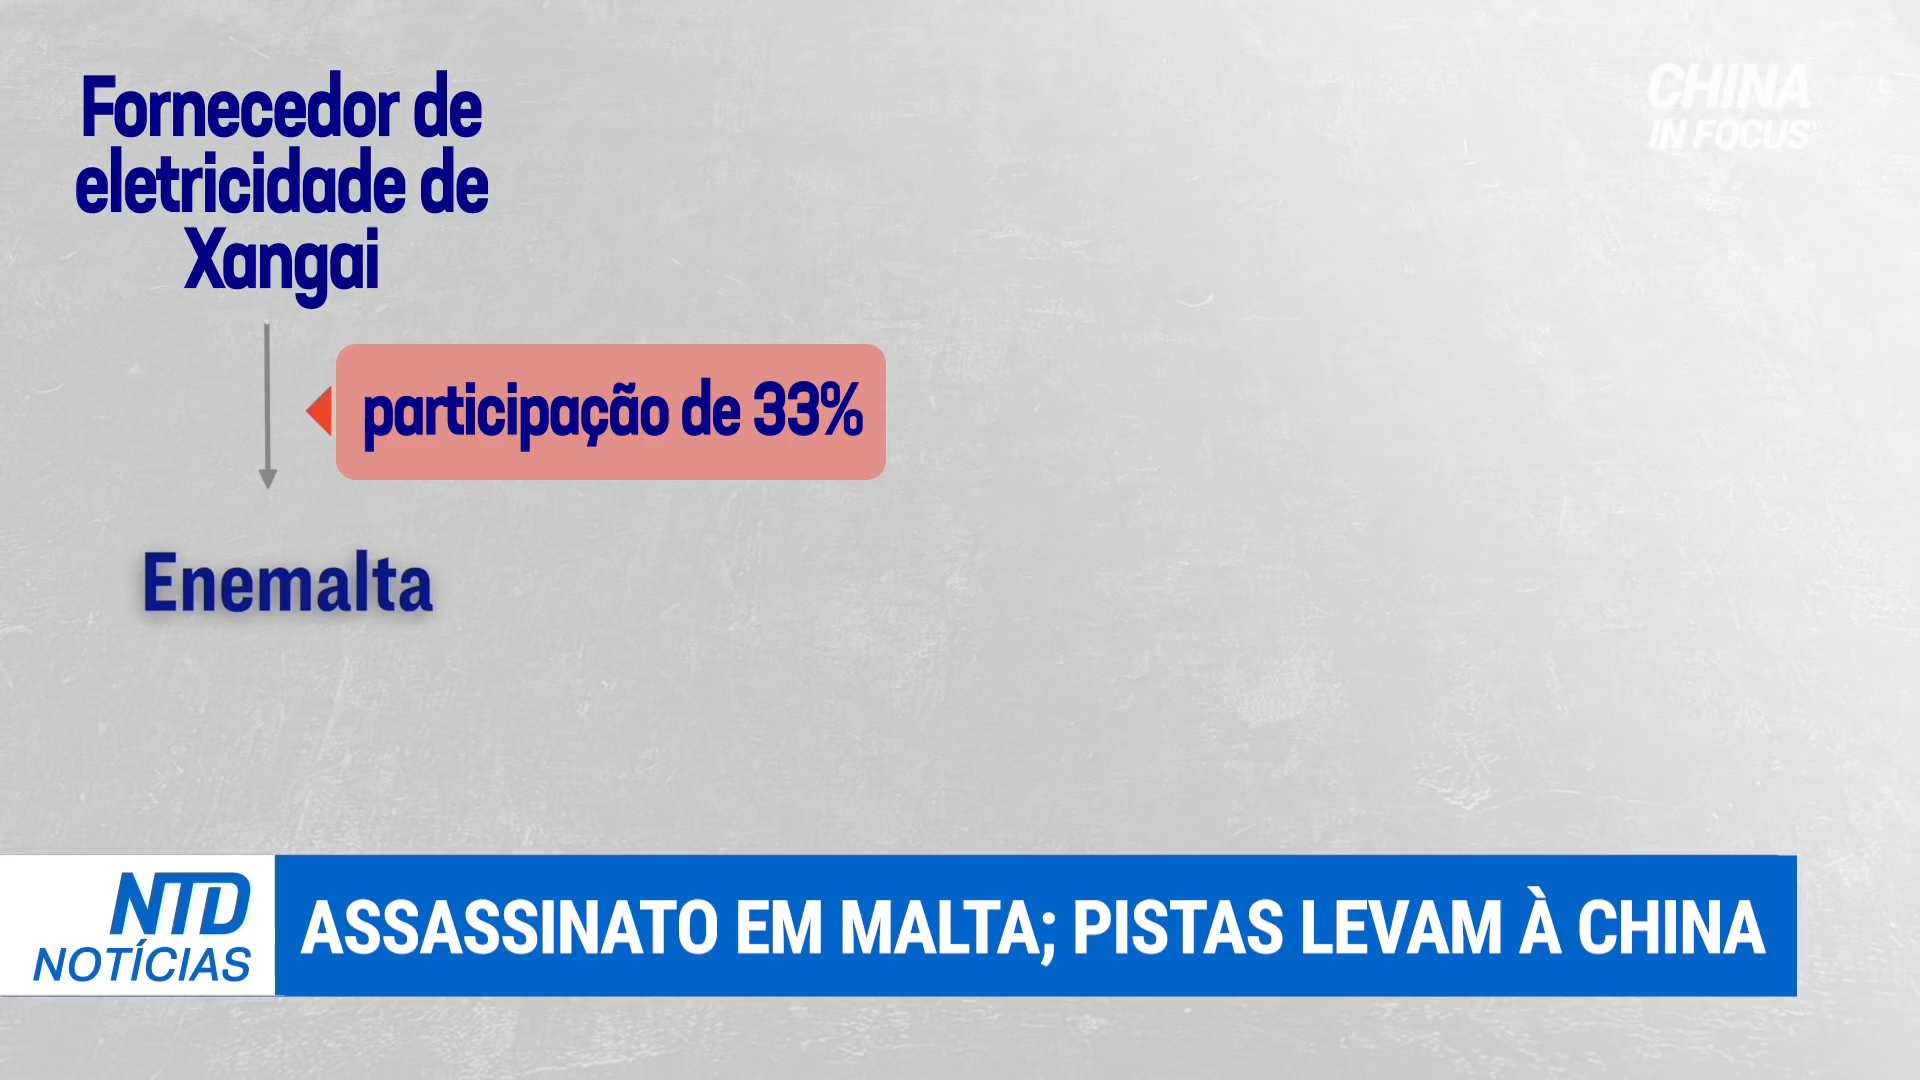 Fornecedor de
eletricidade de
Xangai
CHINA
IN FOCUS
participação de 33%
Enemalta
NTD
NOTÍCIAS
ASSASSINATO EM MALTA; PISTAS LEVAM À CHINA